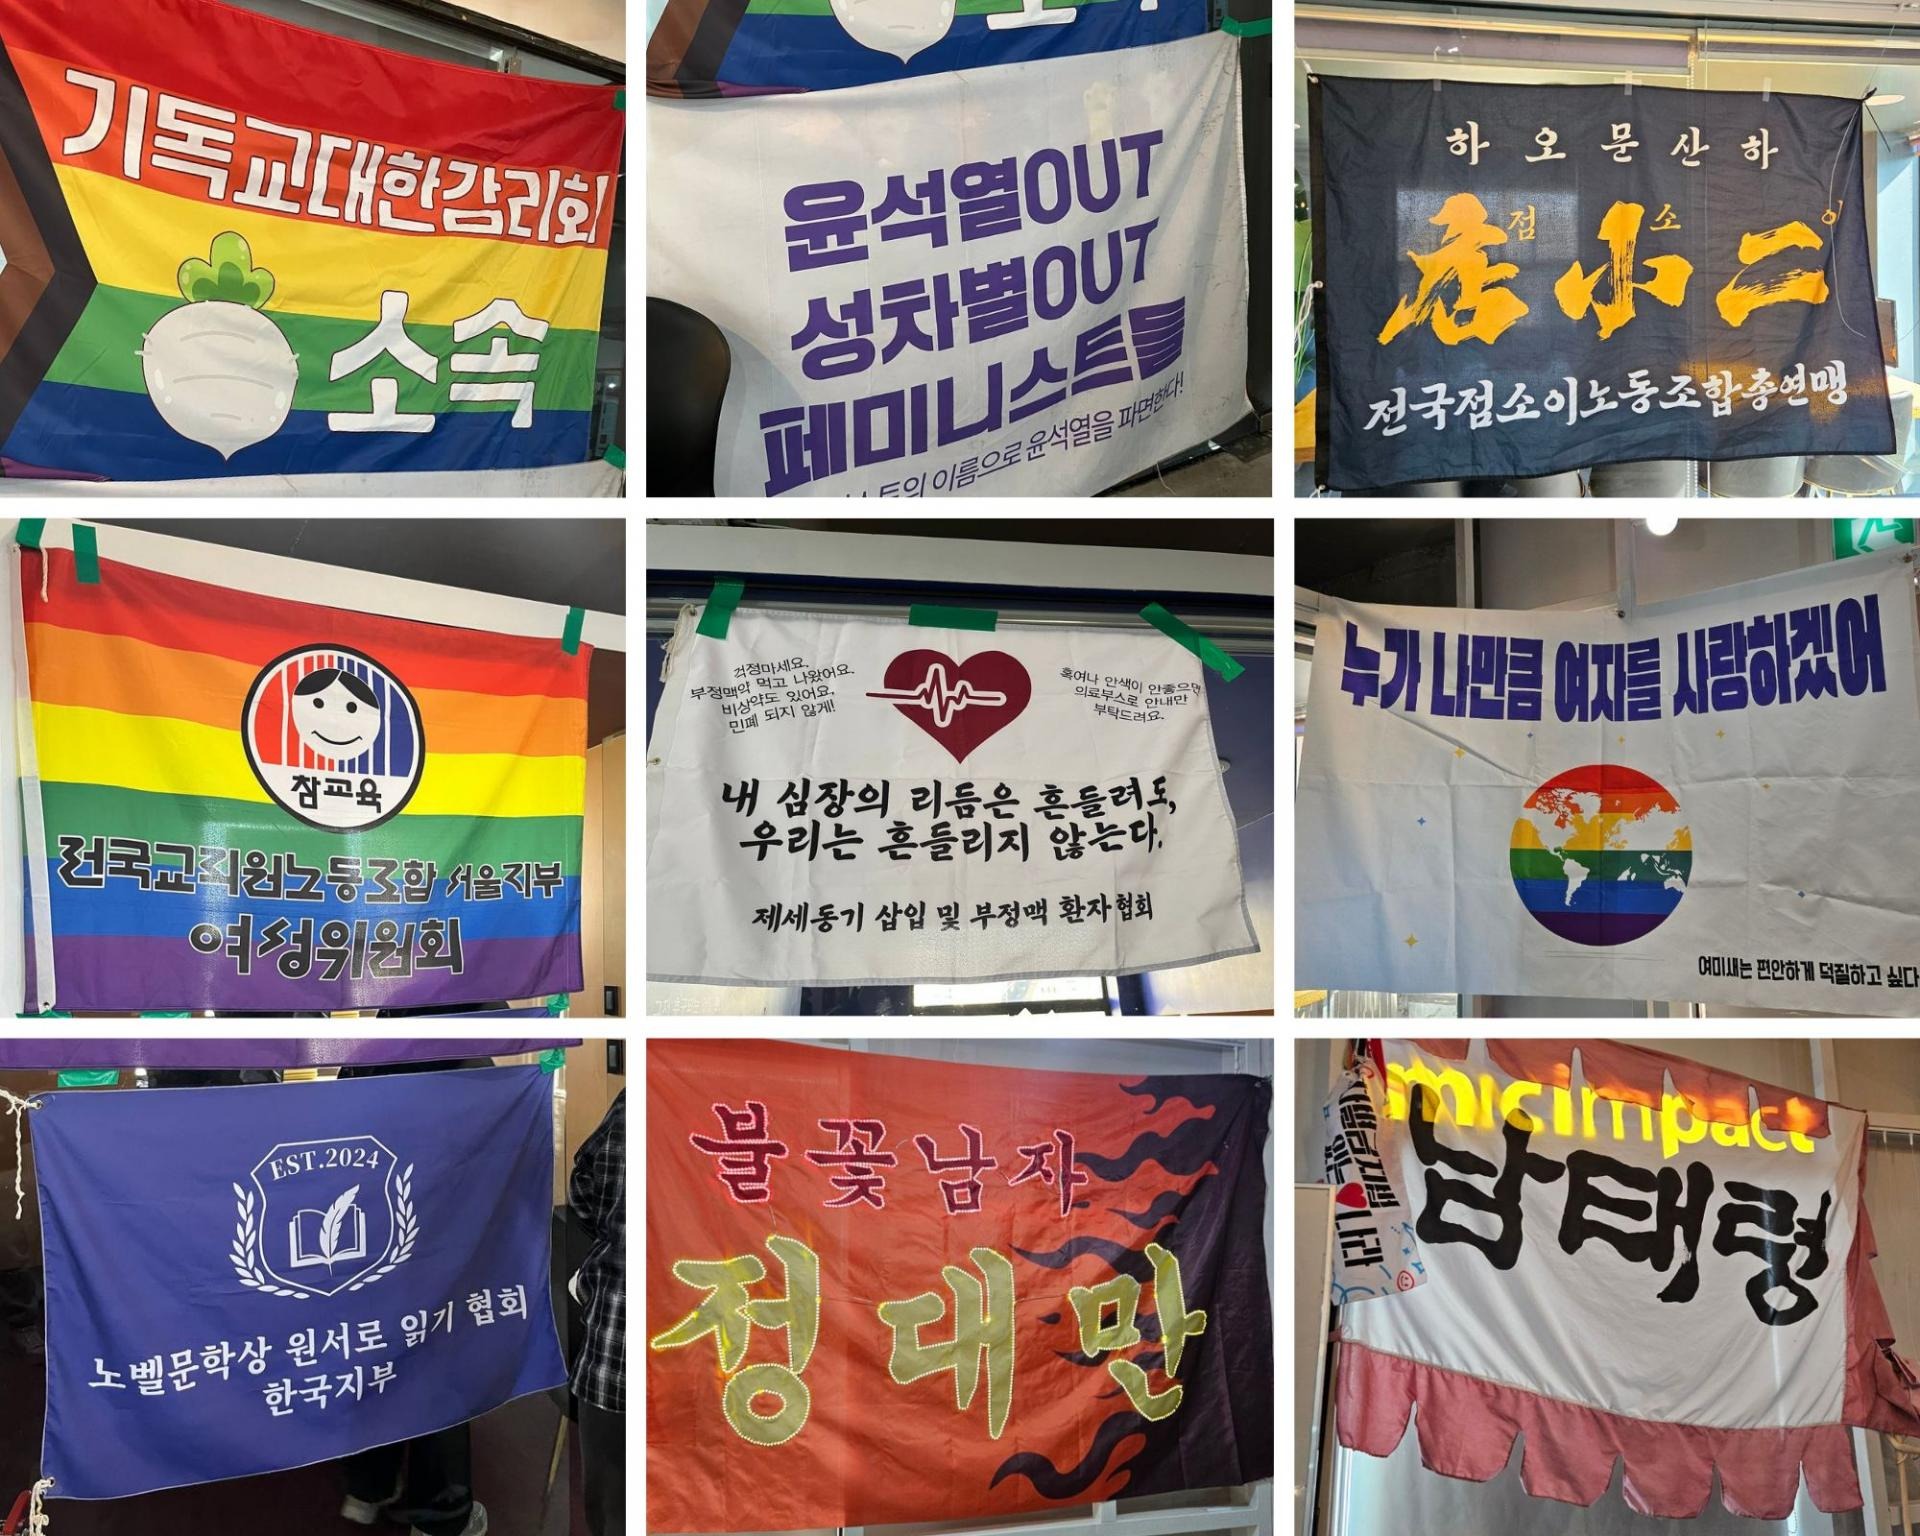 기독교대한감리회
소속
윤석열OUT
성차별OUT
페미니스트들
스트의 이름으로 윤석열을 파면한다!
하오문산하
店점小소二이
전국점소이노동조합총연맹
참교육
전국교직원노동조합 서울지부
여성위원회
걱정마세요.
부정맥약 먹고 나왔어요.
비상약도 있어요,
민폐 되지 않게!
혹여나 안색이 안좋으면,
의료부스로 안내만
부탁드려요.
내 심장의 리듬은 흔들려도,
우리는 흔들리지 않는다.
제세동기 삽입 및 부정맥 환자 협회
누가 나만큼 여자를 사랑하겠어
여미새는 편안하게 덕질하고 싶다
EST.2024
노벨문학상 원서로 읽기 협회
한국지부
불꽃남자
정대만
micimpact
남태령